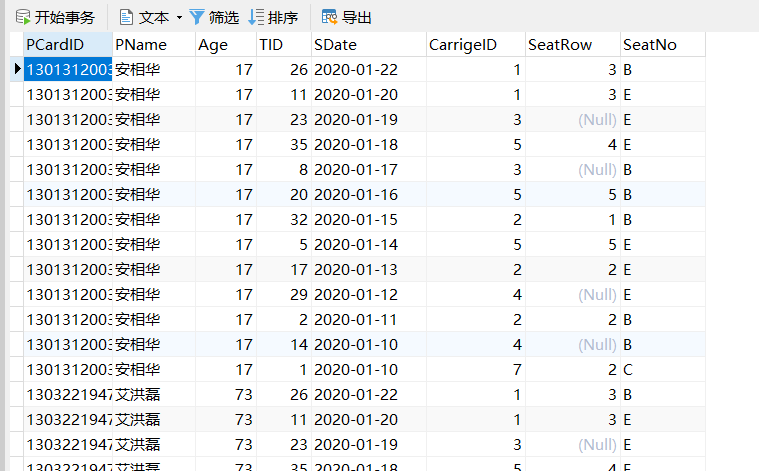 开始事务 文本 筛选 排序 导出
PCardID PName Age TID SDate CarrigeID SeatRow SeatNo
1301312003 安相华 17 26 2020-01-22 1 3 B
1301312003 安相华 17 11 2020-01-20 1 3 E
1301312003 安相华 17 23 2020-01-19 3 (Null) E
1301312003 安相华 17 35 2020-01-18 5 4 E
1301312003 安相华 17 8 2020-01-17 3 (Null) B
1301312003 安相华 17 20 2020-01-16 5 5 B
1301312003 安相华 17 32 2020-01-15 2 1 B
1301312003 安相华 17 5 2020-01-14 5 5 E
1301312003 安相华 17 17 2020-01-13 2 2 E
1301312003 安相华 17 29 2020-01-12 4 (Null) E
1301312003 安相华 17 2 2020-01-11 2 2 B
1301312003 安相华 17 14 2020-01-10 4 (Null) B
1301312003 安相华 17 1 2020-01-10 7 2 C
1303221947 艾洪磊 73 26 2020-01-22 1 3 B
1303221947 艾洪磊 73 11 2020-01-20 1 3 E
1303221947 艾洪磊 73 23 2020-01-19 3 (Null) E
1303221947 艾洪磊 73 35 2020-01-18 5 4 E